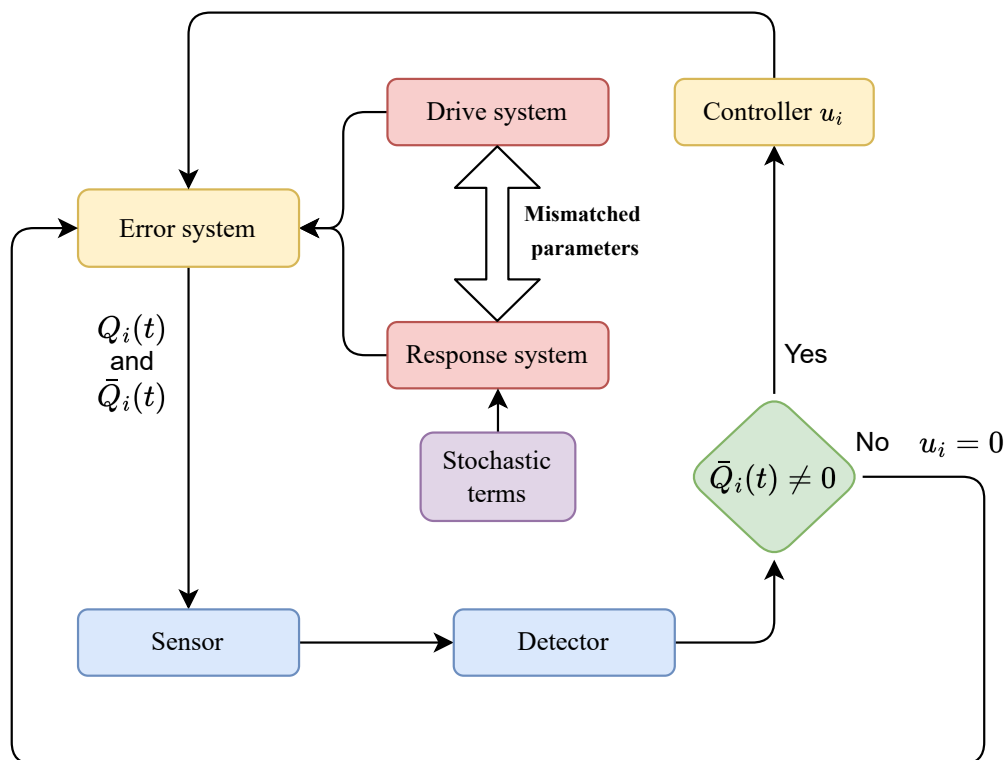 Drive system
Controller $u_i$
Error system
Mismatched
parameters
$Q_i(t)$
and
$\bar{Q}_i(t)$
Response system
Yes
Stochastic
terms
No $u_i = 0$
$\bar{Q}_i(t) \neq 0$
Sensor
Detector